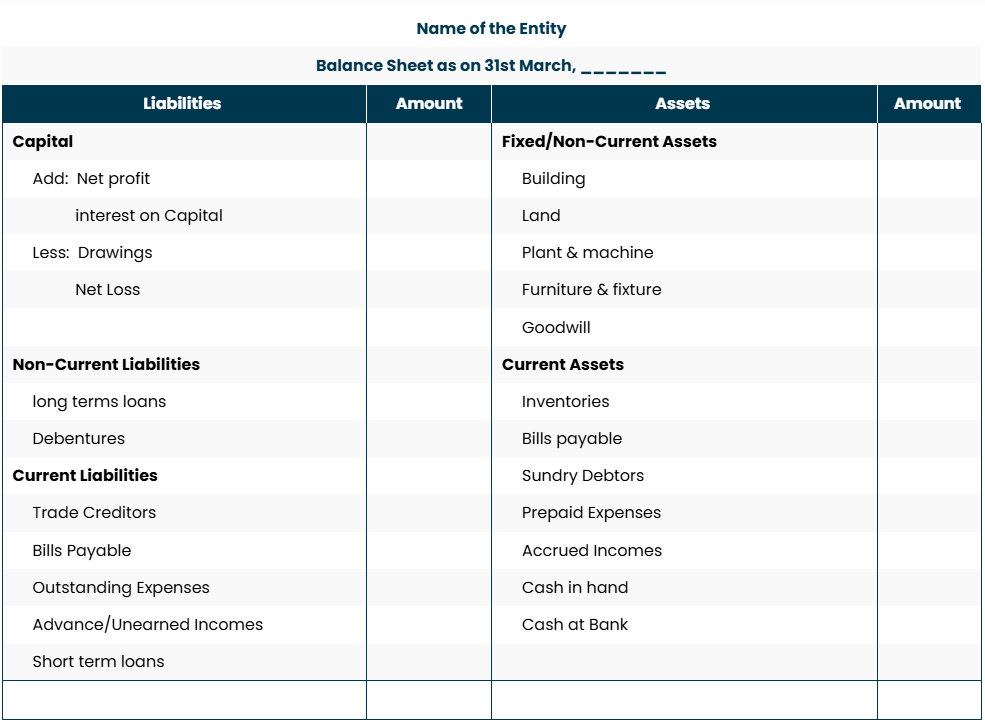 Name of the Entity
Balance Sheet as on 31st March, _______
Liabilities Amount Assets Amount
Capital Fixed/Non-Current Assets
Add: Net profit Building
interest on Capital Land
Less: Drawings Plant & machine
Net Loss Furniture & fixture
Goodwill
Non-Current Liabilities Current Assets
long terms loans Inventories
Debentures Bills payable
Current Liabilities Sundry Debtors
Trade Creditors Prepaid Expenses
Bills Payable Accrued Incomes
Outstanding Expenses Cash in hand
Advance/Unearned Incomes Cash at Bank
Short term loans